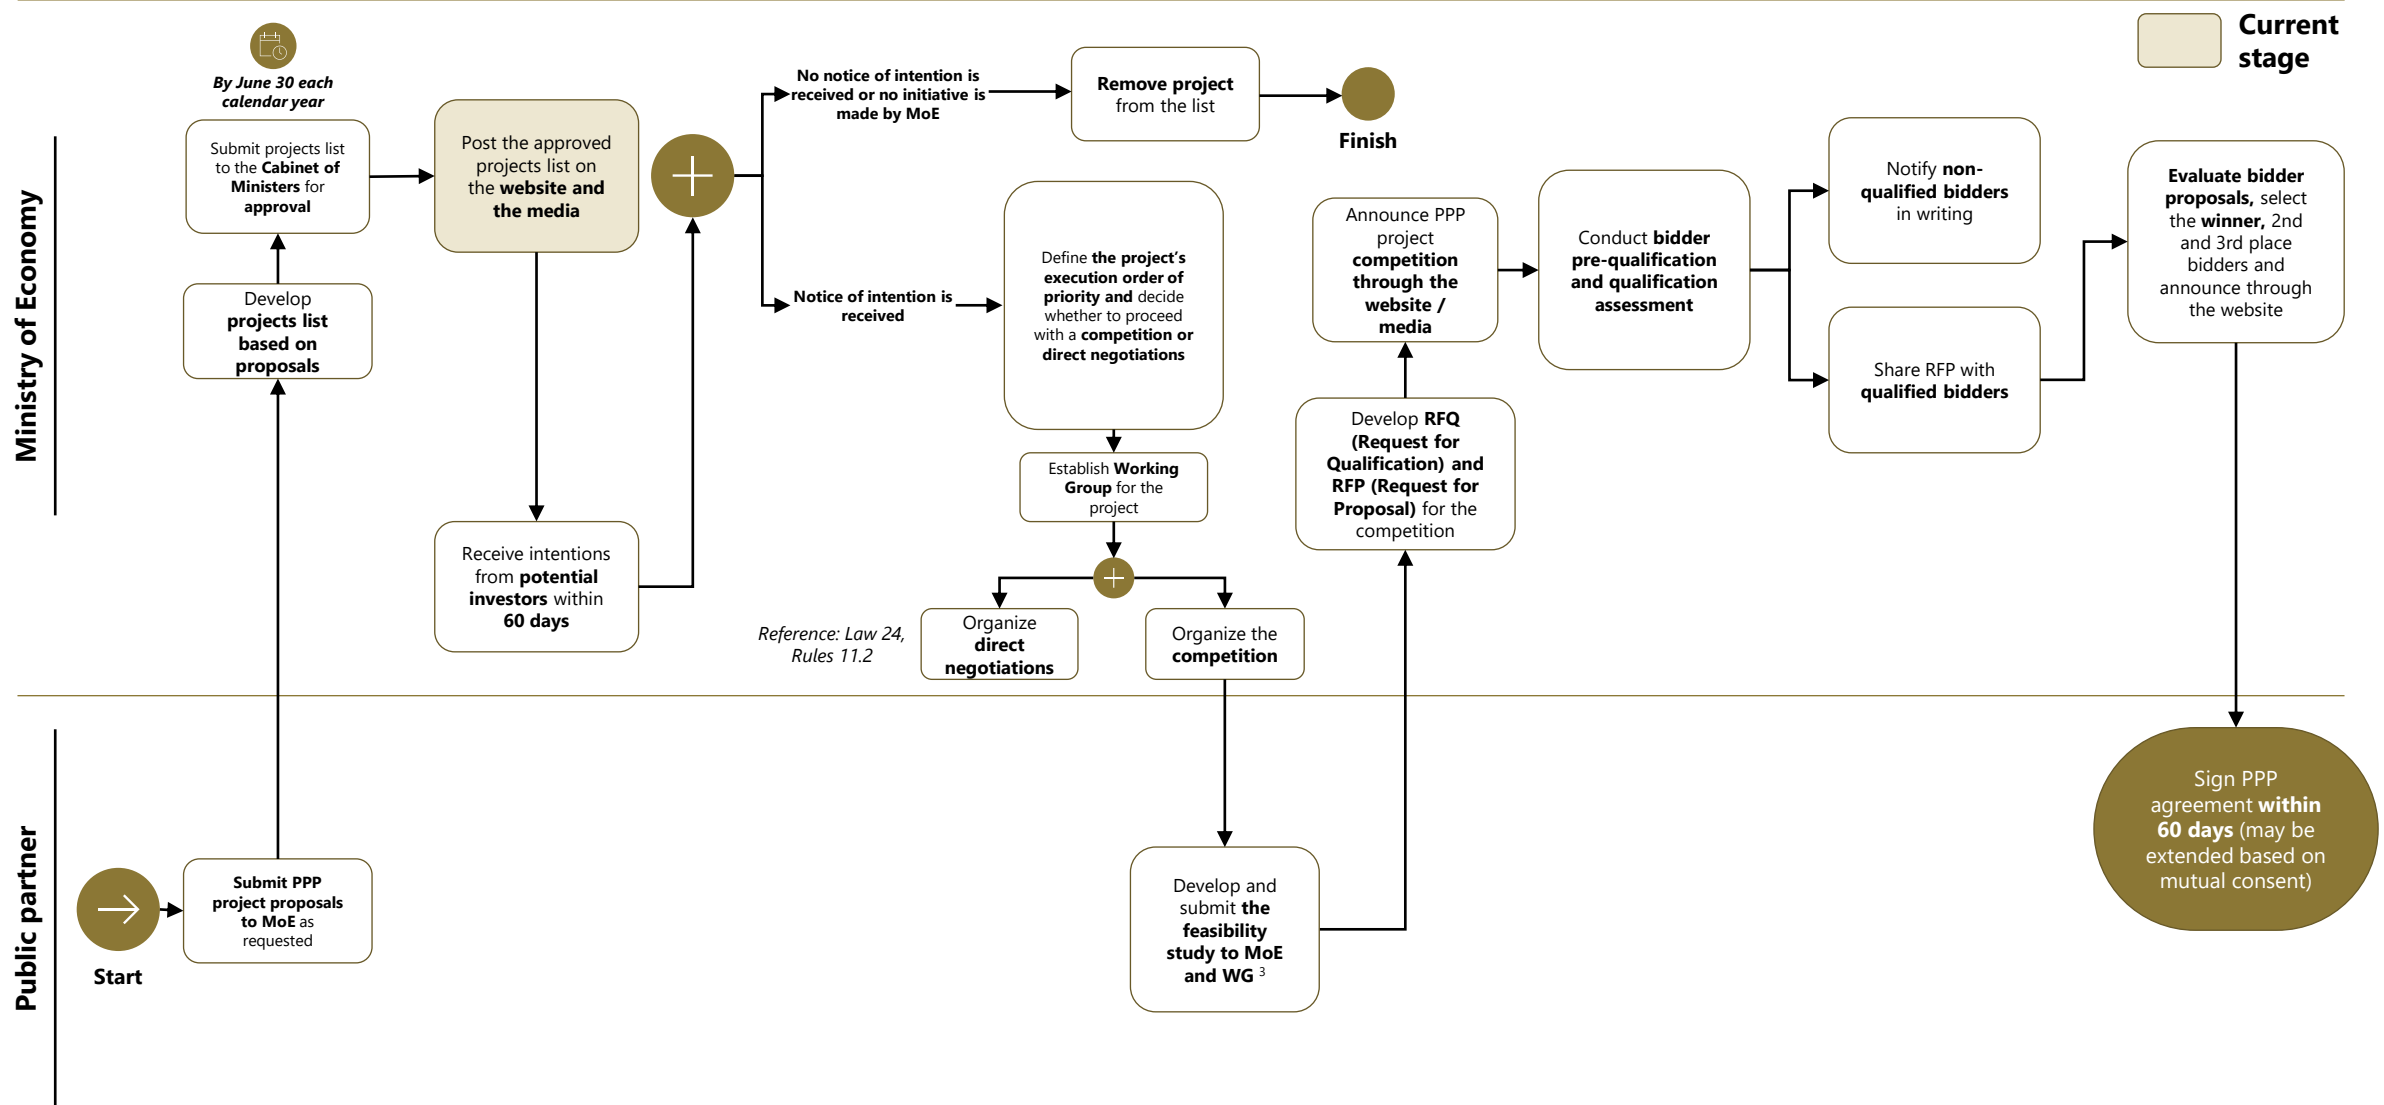 Current
stage
By June 30 each
calendar year
Ministry of Economy
Submit projects list
to the Cabinet of
Ministers for
approval
Develop
projects list
based on
proposals
Post the approved
projects list on
the website and
the media
Receive intentions
from potential
investors within
60 days
No notice of intention is
received or no initiative is
made by MoE
Remove project
from the list
Finish
Notice of intention is
received
Define the project's
execution order of
priority and decide
whether to proceed
with a competition or
direct negotiations
Establish Working
Group for the
project
Reference: Law 24,
Rules 11.2
Organize
direct
negotiations
Organize the
competition
Announce PPP
project
competition
through the
website /
media
Develop RFQ
(Request for
Qualification) and
RFP (Request for
Proposal) for the
competition
Conduct bidder
pre-qualification
and qualification
assessment
Notify non-
qualified bidders
in writing
Share RFP with
qualified bidders
Evaluate bidder
proposals, select
the winner, 2nd
and 3rd place
bidders and
announce through
the website
Public partner
Start
Submit PPP
project proposals
to MoE as
requested
Develop and
submit the
feasibility
study to MoE
and WG 3
Sign PPP
agreement within
60 days (may be
extended based on
mutual consent)